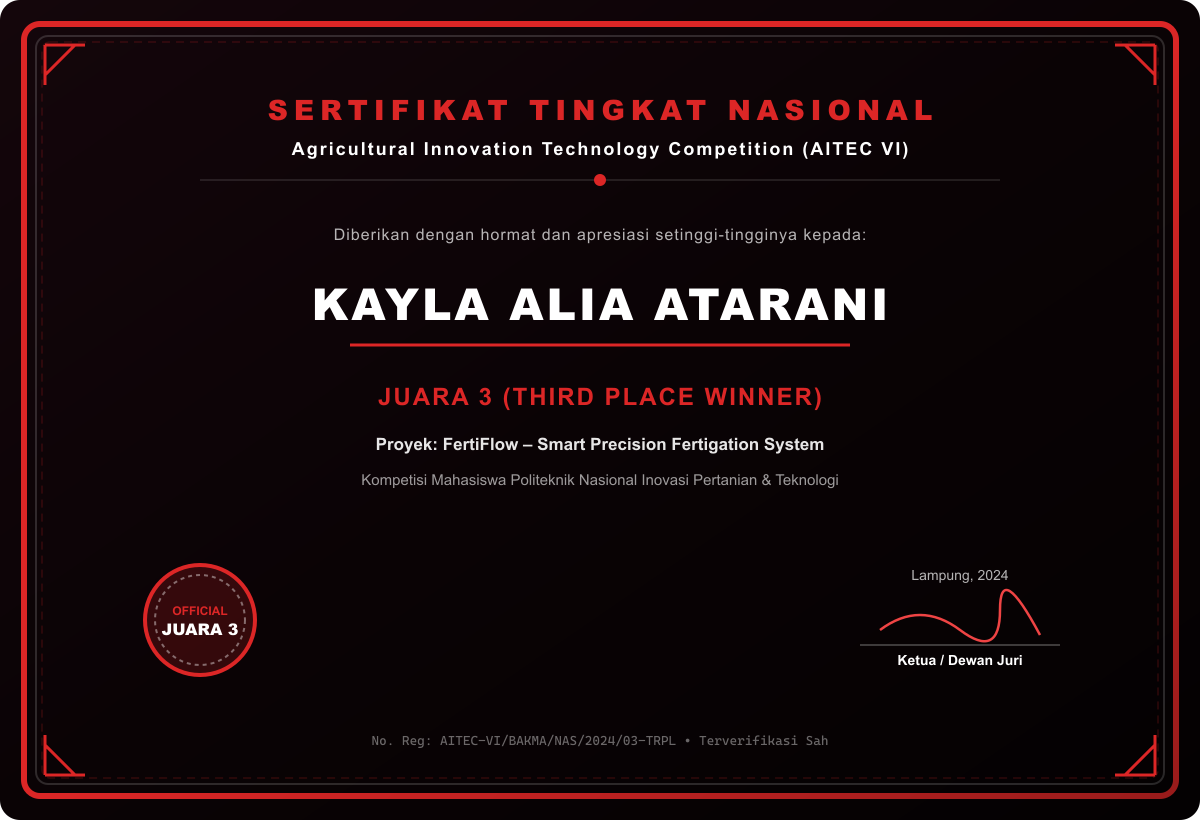 SERTIFIKAT TINGKAT NASIONAL
Agricultural Innovation Technology Competition (AITEC VI)
Diberikan dengan hormat dan apresiasi setinggi-tingginya kepada:
KAYLA ALIA ATARANI
JUARA 3 (THIRD PLACE WINNER)
Proyek: FertiFlow – Smart Precision Fertigation System
Kompetisi Mahasiswa Politeknik Nasional Inovasi Pertanian & Teknologi
OFFICIAL
JUARA 3
Lampung, 2024
Ketua / Dewan Juri
No. Reg: AITEC-VI/BAKMA/NAS/2024/03-TRPL • Terverifikasi Sah